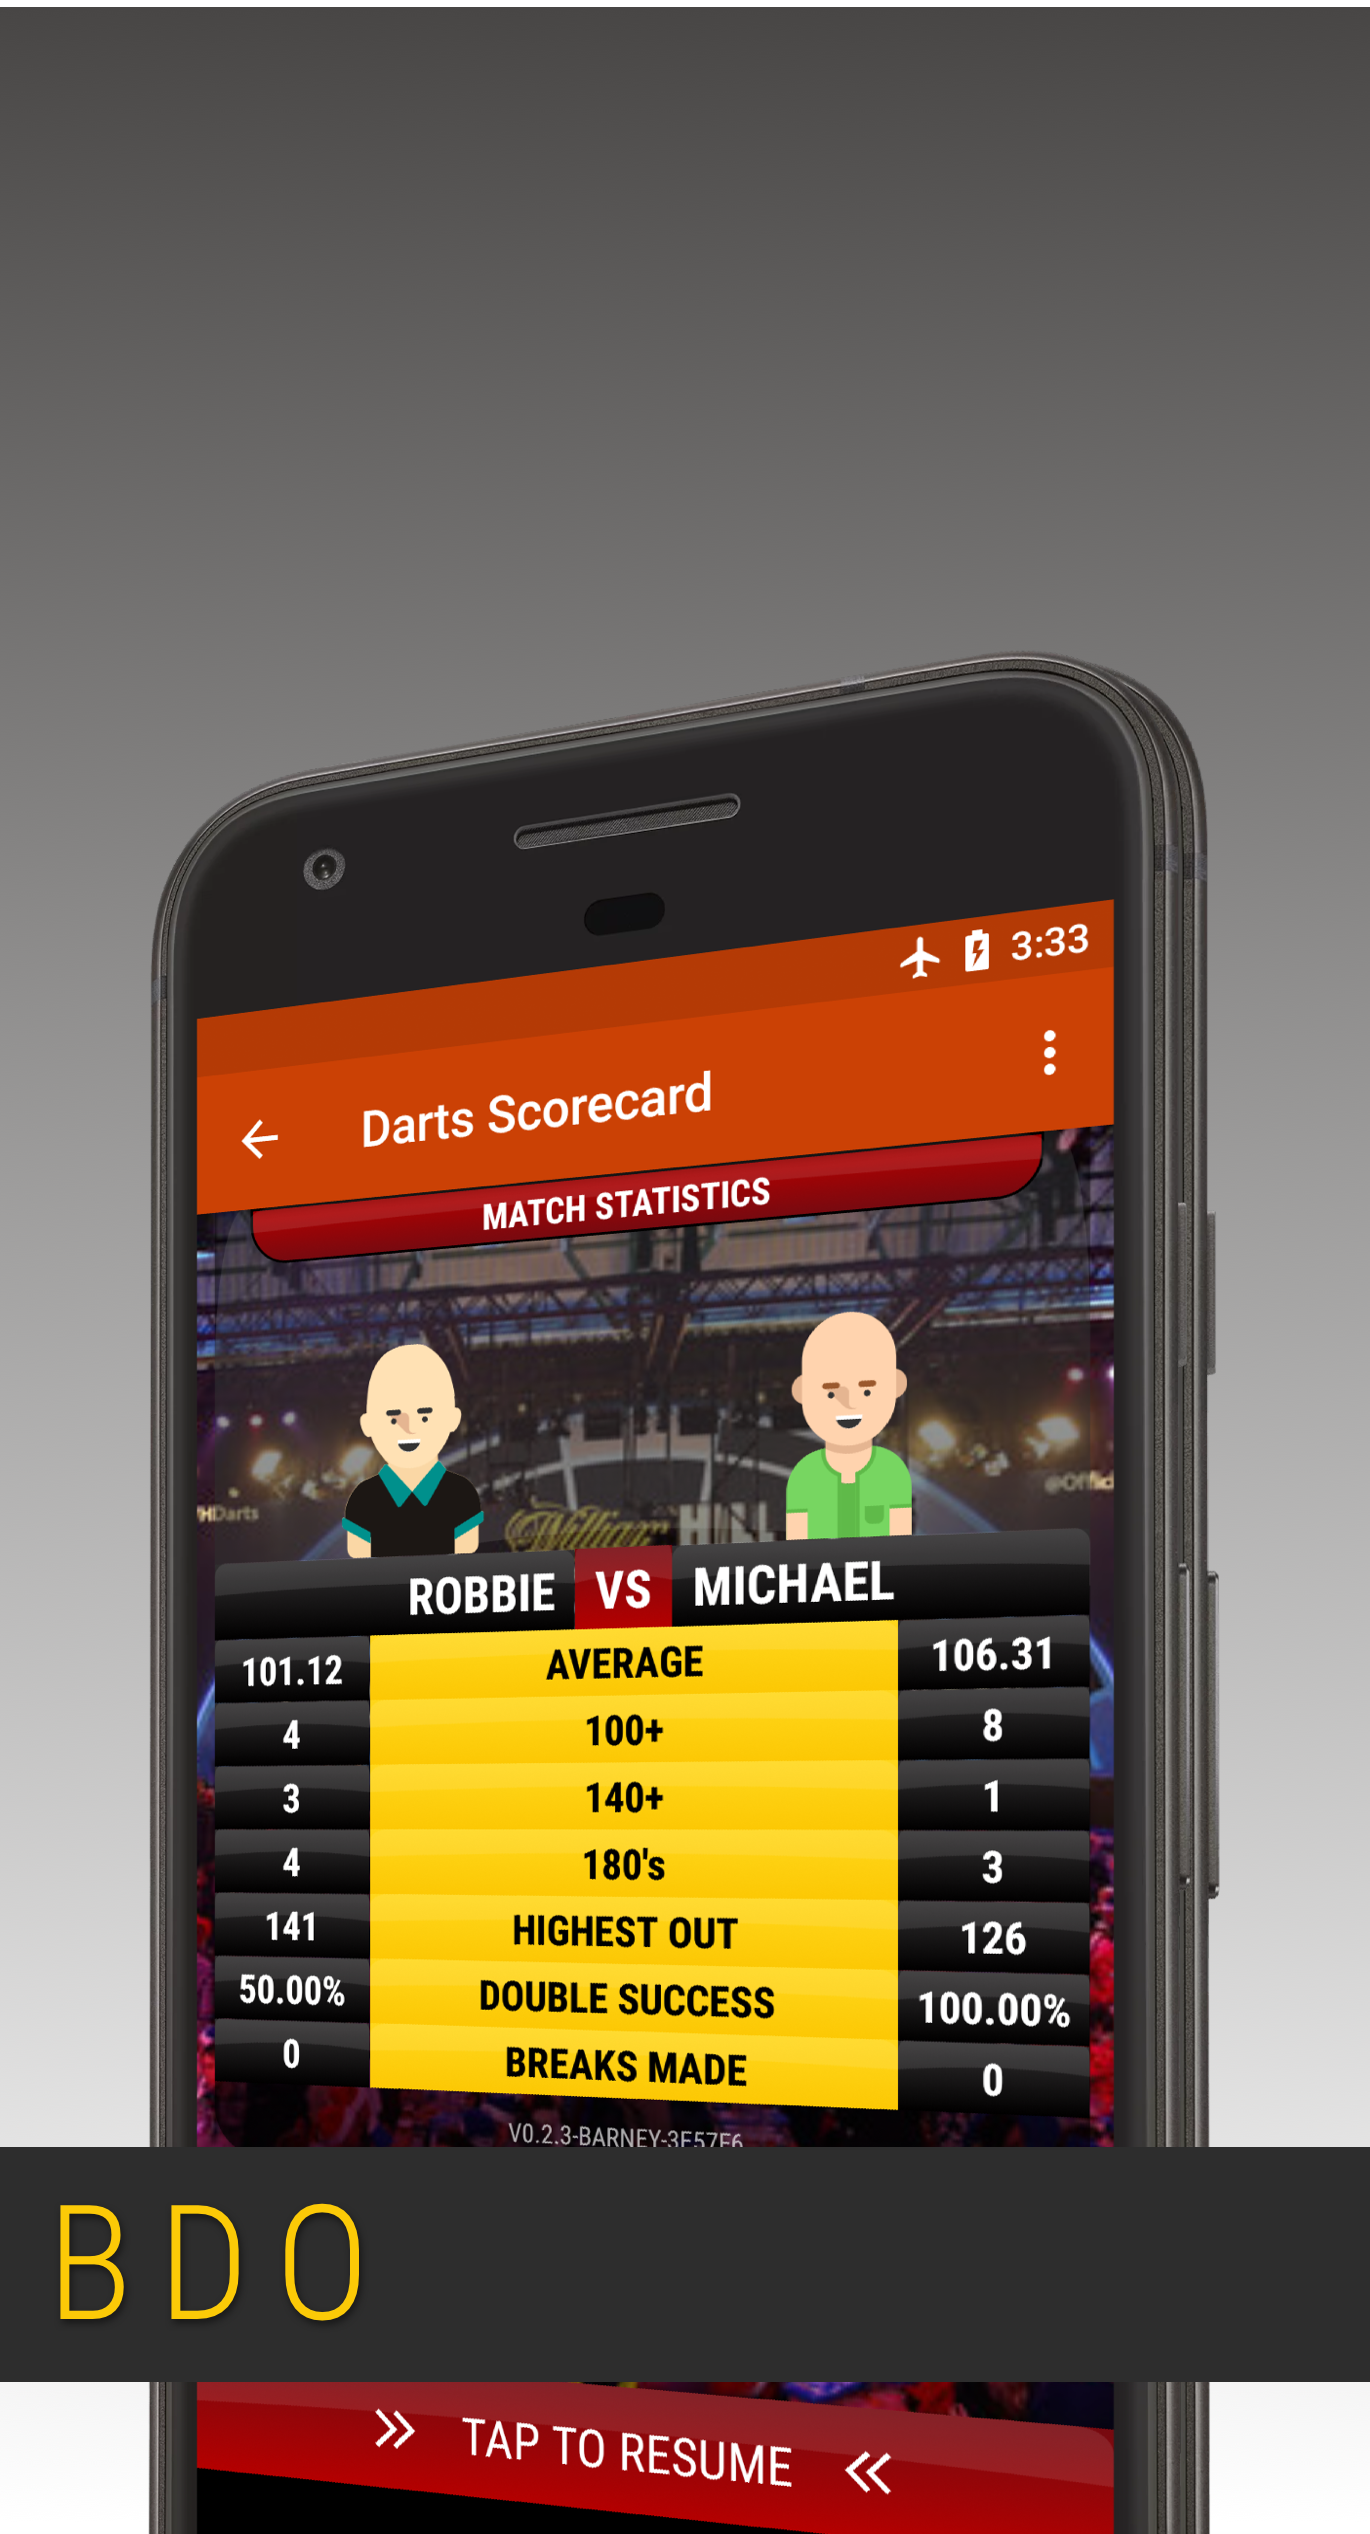 3:33
Darts Scorecard
MATCH STATISTICS
HDarts
@Offic
William HILL
ROBBIE VS MICHAEL
101.12 AVERAGE 106.31
4 100+ 8
3 140+ 1
4 180's 3
141 HIGHEST OUT 126
50.00% DOUBLE SUCCESS 100.00%
0 BREAKS MADE 0
V0.2.3-BARNEY-3E57F6
BDO
TAP TO RESUME